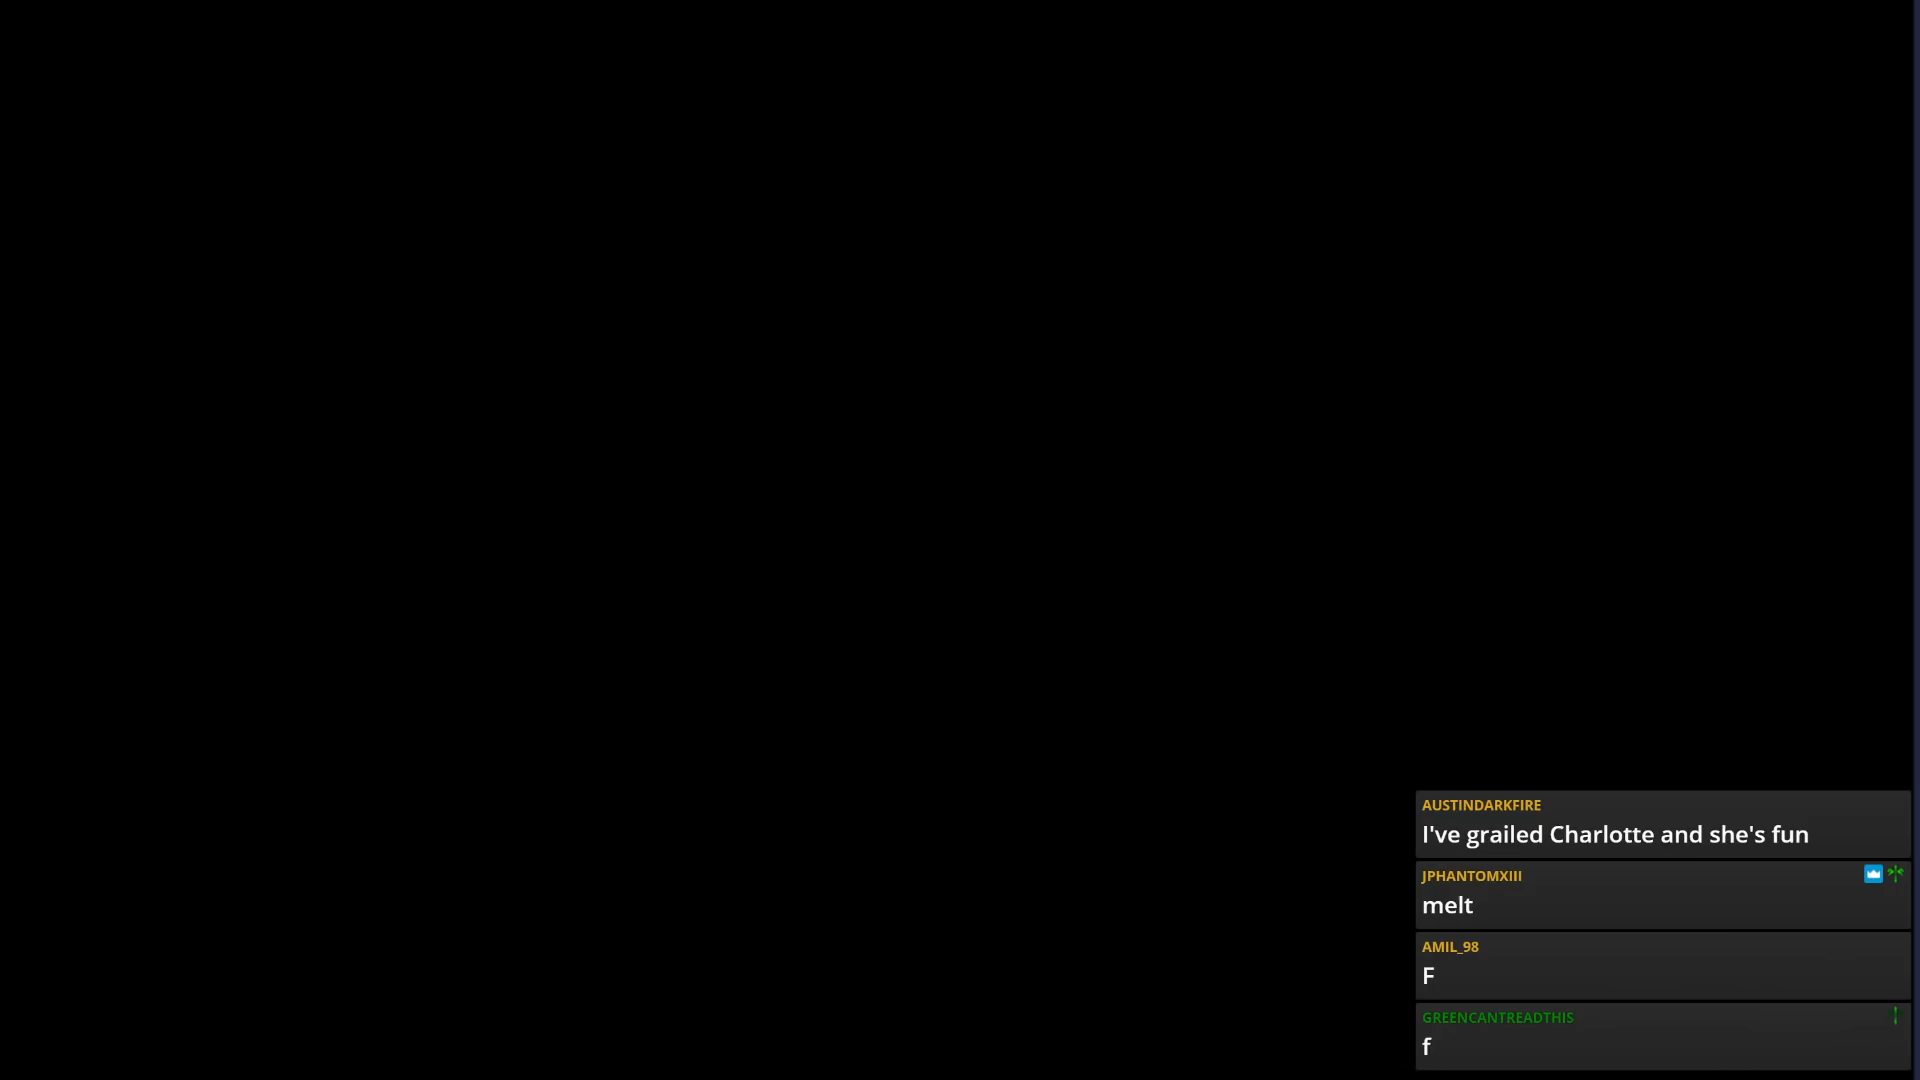 AUSTINDARKFIRE
I've grailed Charlotte and she's fun
JPHANTOMXIII
melt
AMIL_98
F
GREENCANTREADTHIS
f